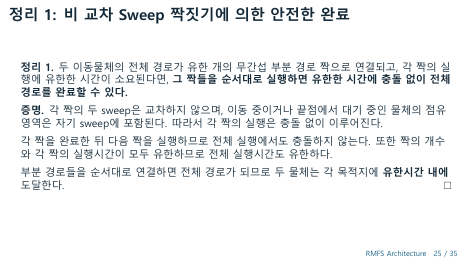 정리 1: 비 교차 Sweep 짝짓기에 의한 안전한 완료
정리 1. 두 이동물체의 전체 경로가 유한 개의 무간섭 부분 경로 짝으로 연결되고, 각 짝의 실
행에 유한한 시간이 소요된다면, 그 짝들을 순서대로 실행하면 유한한 시간에 충돌 없이 전체
경로를 완료할 수 있다.
증명. 각 짝의 두 sweep은 교차하지 않으며, 이동 중이거나 끝점에서 대기 중인 물체의 점유
영역은 자기 sweep에 포함된다. 따라서 각 짝의 실행은 충돌 없이 이루어진다.
각 짝을 완료한 뒤 다음 짝을 실행하므로 전체 실행에서도 충돌하지 않는다. 또한 짝의 개수
와 각 짝의 실행시간이 모두 유한하므로 전체 실행시간도 유한하다.
부분 경로들을 순서대로 연결하면 전체 경로가 되므로 두 물체는 각 목적지에 유한시간 내에
도달한다. □
RMFS Architecture 25 / 35